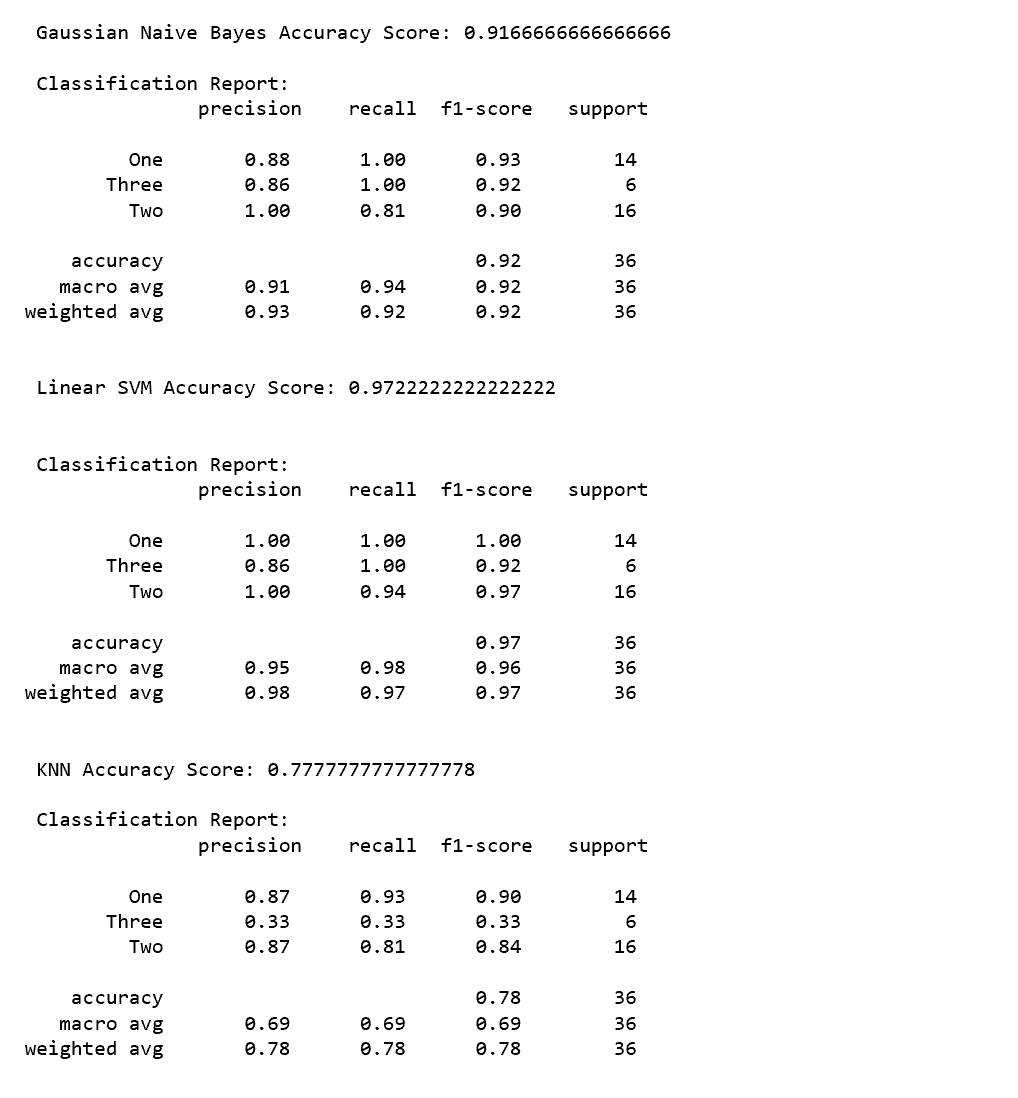 Gaussian Naive Bayes Accuracy Score: 0.9166666666666666
Classification Report:
precision recall f1-score support
One 0.88 1.00 0.93 14
Three 0.86 1.00 0.92 6
Two 1.00 0.81 0.90 16
accuracy 0.92 36
macro avg 0.91 0.94 0.92 36
weighted avg 0.93 0.92 0.92 36
Linear SVM Accuracy Score: 0.9722222222222222
Classification Report:
precision recall f1-score support
One 1.00 1.00 1.00 14
Three 0.86 1.00 0.92 6
Two 1.00 0.94 0.97 16
accuracy 0.97 36
macro avg 0.95 0.98 0.96 36
weighted avg 0.98 0.97 0.97 36
KNN Accuracy Score: 0.7777777777777778
Classification Report:
precision recall f1-score support
One 0.87 0.93 0.90 14
Three 0.33 0.33 0.33 6
Two 0.87 0.81 0.84 16
accuracy 0.78 36
macro avg 0.69 0.69 0.69 36
weighted avg 0.78 0.78 0.78 36